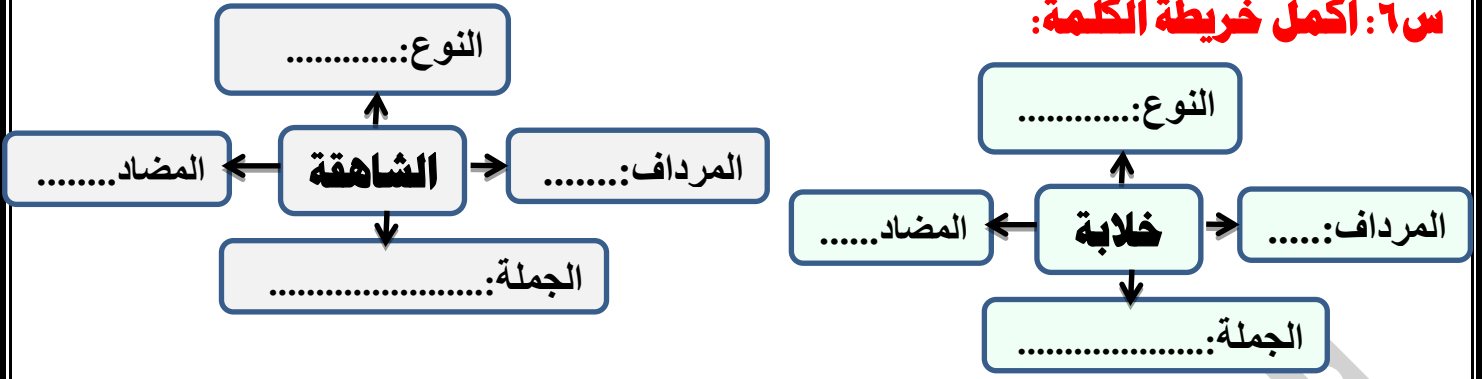 س٦: أكمل خريطة الكلمة:
النوع:............
المرداف:.....
خلابة
المضاد......
الجملة:....................
النوع:............
المرداف:.......
الشاهقة
المضاد........
الجملة:.......................